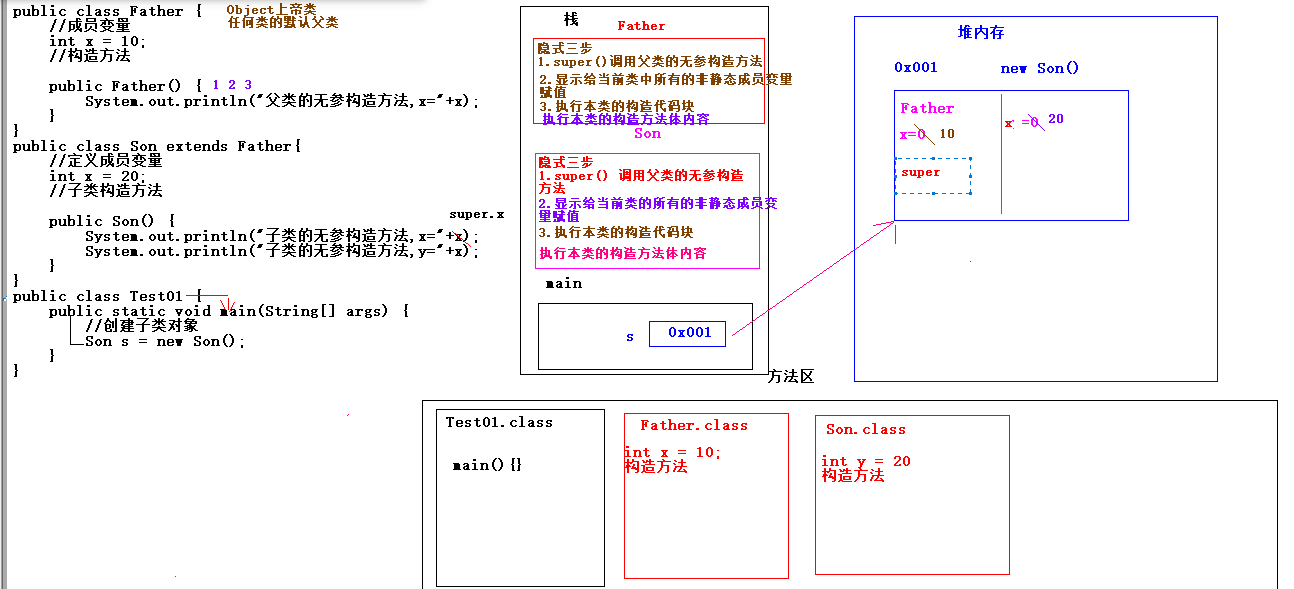 public class Father {
Object上帝类
任何类的默认父类
//成员变量
int x = 10;
//构造方法
public Father() { 1 2 3
System.out.println("父类的无参构造方法,x="+x);
}
}
public class Son extends Father{
//定义成员变量
int x = 20;
//子类构造方法
super.x
public Son() {
System.out.println("子类的无参构造方法,x="+x);
System.out.println("子类的无参构造方法,y="+x);
}
}
public class Test01 {
public static void main(String[] args) {
//创建子类对象
Son s = new Son();
}
}
栈
Father
隐式三步
1.super()调用父类的无参构造方法
2.显示给当前类中所有的非静态成员变量
赋值
3.执行本类的构造代码块
执行本类的构造方法体内容
Son
隐式三步
1.super() 调用父类的无参构造
方法
2.显示给当前类的所有的非静态成员变
量赋值
3.执行本类的构造代码块
执行本类的构造方法体内容
main
s 0x001
堆内存
0x001 new Son()
Father
x=0 10
x =0 20
super
方法区
Test01.class
main(){}
Father.class
int x = 10;
构造方法
Son.class
int y = 20
构造方法